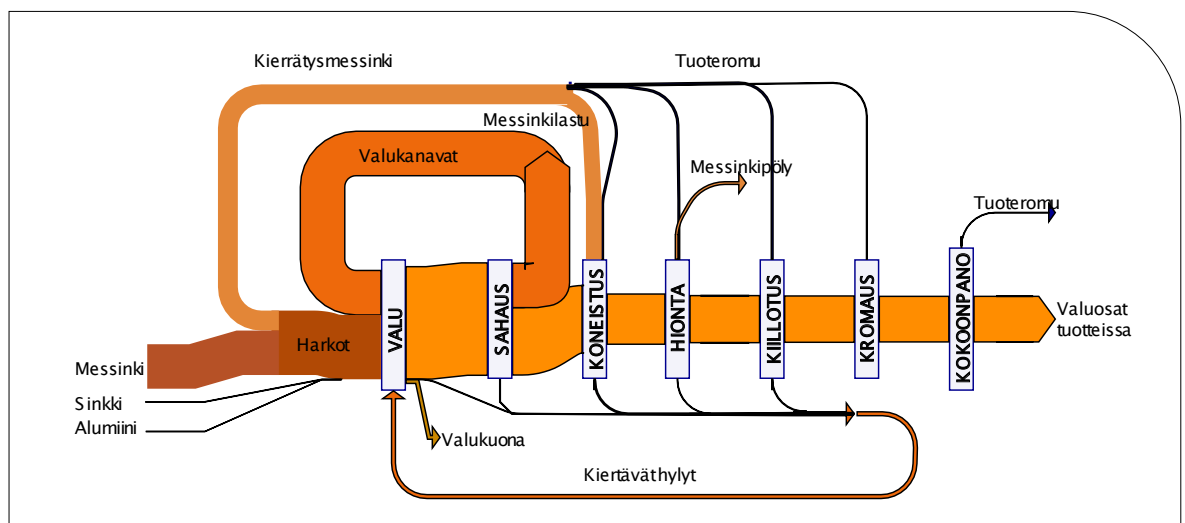 Kierrätysmessinki
Tuoteromu
Messinkilastu
Valukanavat
Messinkipöly
Tuoteromu
VALU
SAHAUS
KONEISTUS
HIONTA
KIILLOTUS
KROMAUS
KOKOONPANO
Harkot
Valuosat
tuotteissa
Messinki
Sinkki
Alumiini
Valukuona
Kiertävät hylyt